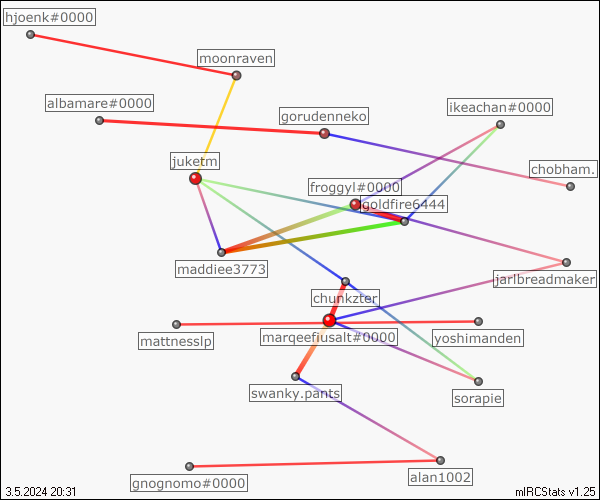 hjoenk#0000
moonraven
albamare#0000
gorudenneko
ikeachan#0000
juketm
chobham.
froggyl#0000
goldfire6444
maddiee3773
jarlbreadmaker
chunkzter
mattnesslp
marqeefiusalt#0000
yoshimanden
swanky.pants
sorapie
alan1002
gnognomo#0000
3.5.2024 20:31
mIRCStats v1.25